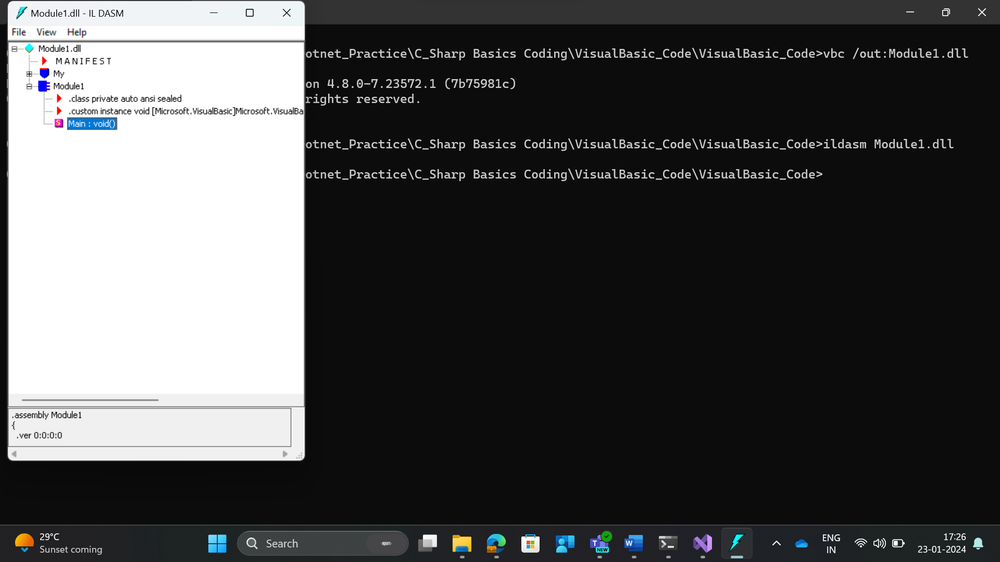 Module1.dll - IL DASM
File View Help
Module1.dll
MANIFEST
My
Module1
.class private auto ansi sealed
.custom instance void [Microsoft.VisualBasic]Microsoft.VisualBa
Main : void()
.assembly Module1
{
.ver 0:0:0:0
otnet_Practice\C_Sharp Basics Coding\VisualBasic_Code\VisualBasic_Code>vbc /out:Module1.dll
on 4.8.0-7.23572.1 (7b75981c)
rights reserved.
otnet_Practice\C_Sharp Basics Coding\VisualBasic_Code\VisualBasic_Code>ildasm Module1.dll
otnet_Practice\C_Sharp Basics Coding\VisualBasic_Code\VisualBasic_Code>
29°C
Sunset coming
Search
epam
NEW
ENG
IN
17:26
23-01-2024